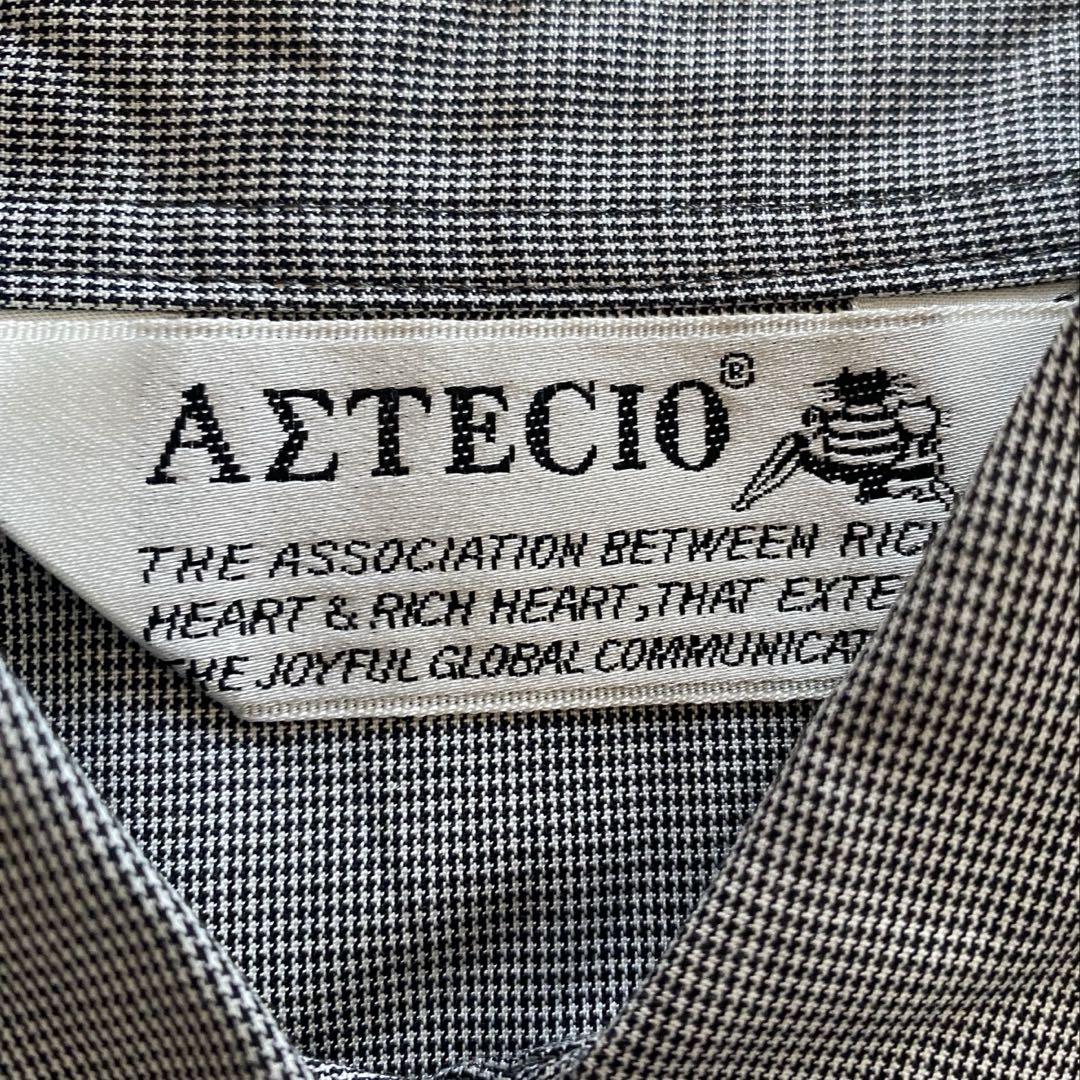 AΣTECIO®
THE ASSOCIATION BETWEEN RIC
HEART & RICH HEART, THAT EXTE
THE JOYFUL GLOBAL COMMUNICAT